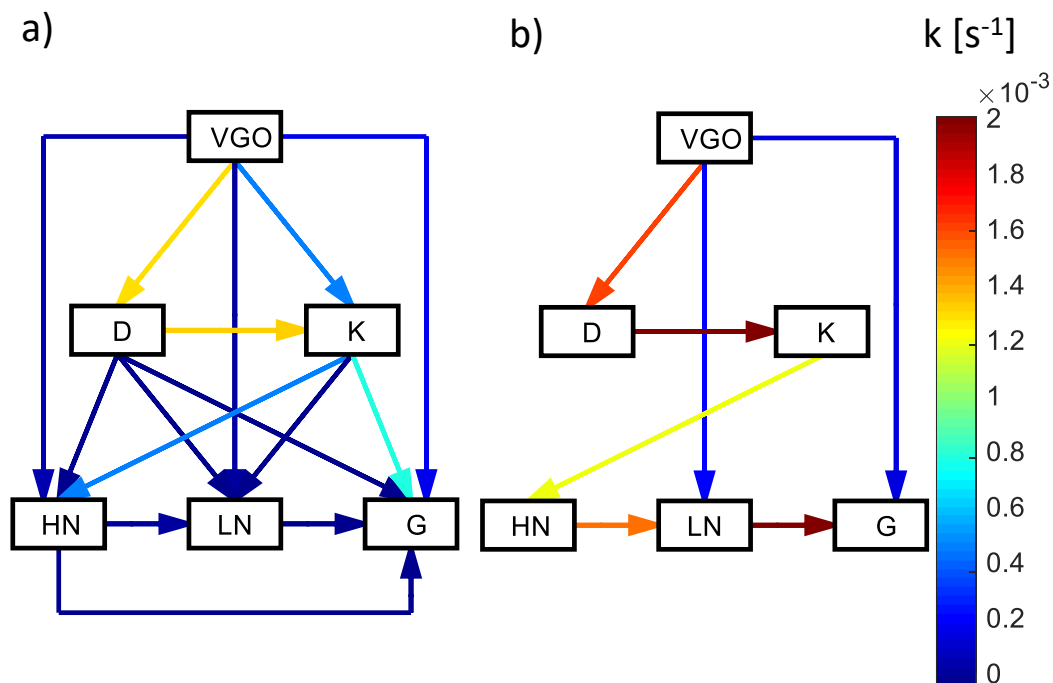 a)
b)
k [s⁻¹]
×10⁻³
VGO
D
K
HN
LN
G
VGO
D
K
HN
LN
G
2
1.8
1.6
1.4
1.2
1
0.8
0.6
0.4
0.2
0